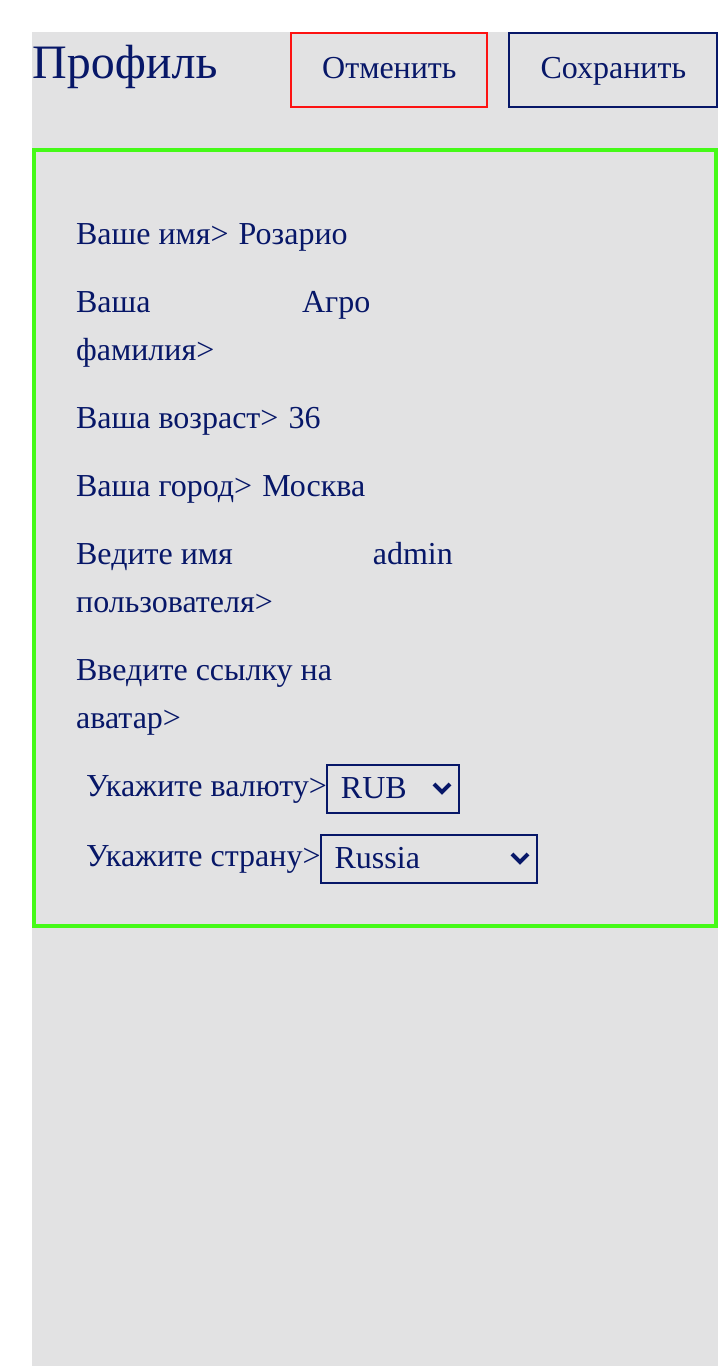 Профиль Отменить Сохранить
Ваше имя> Розарио
Ваша Агро
фамилия>
Ваша возраст> 36
Ваша город> Москва
Ведите имя admin
пользователя>
Введите ссылку на
аватар>
Укажите валюту> RUB
Укажите страну> Russia